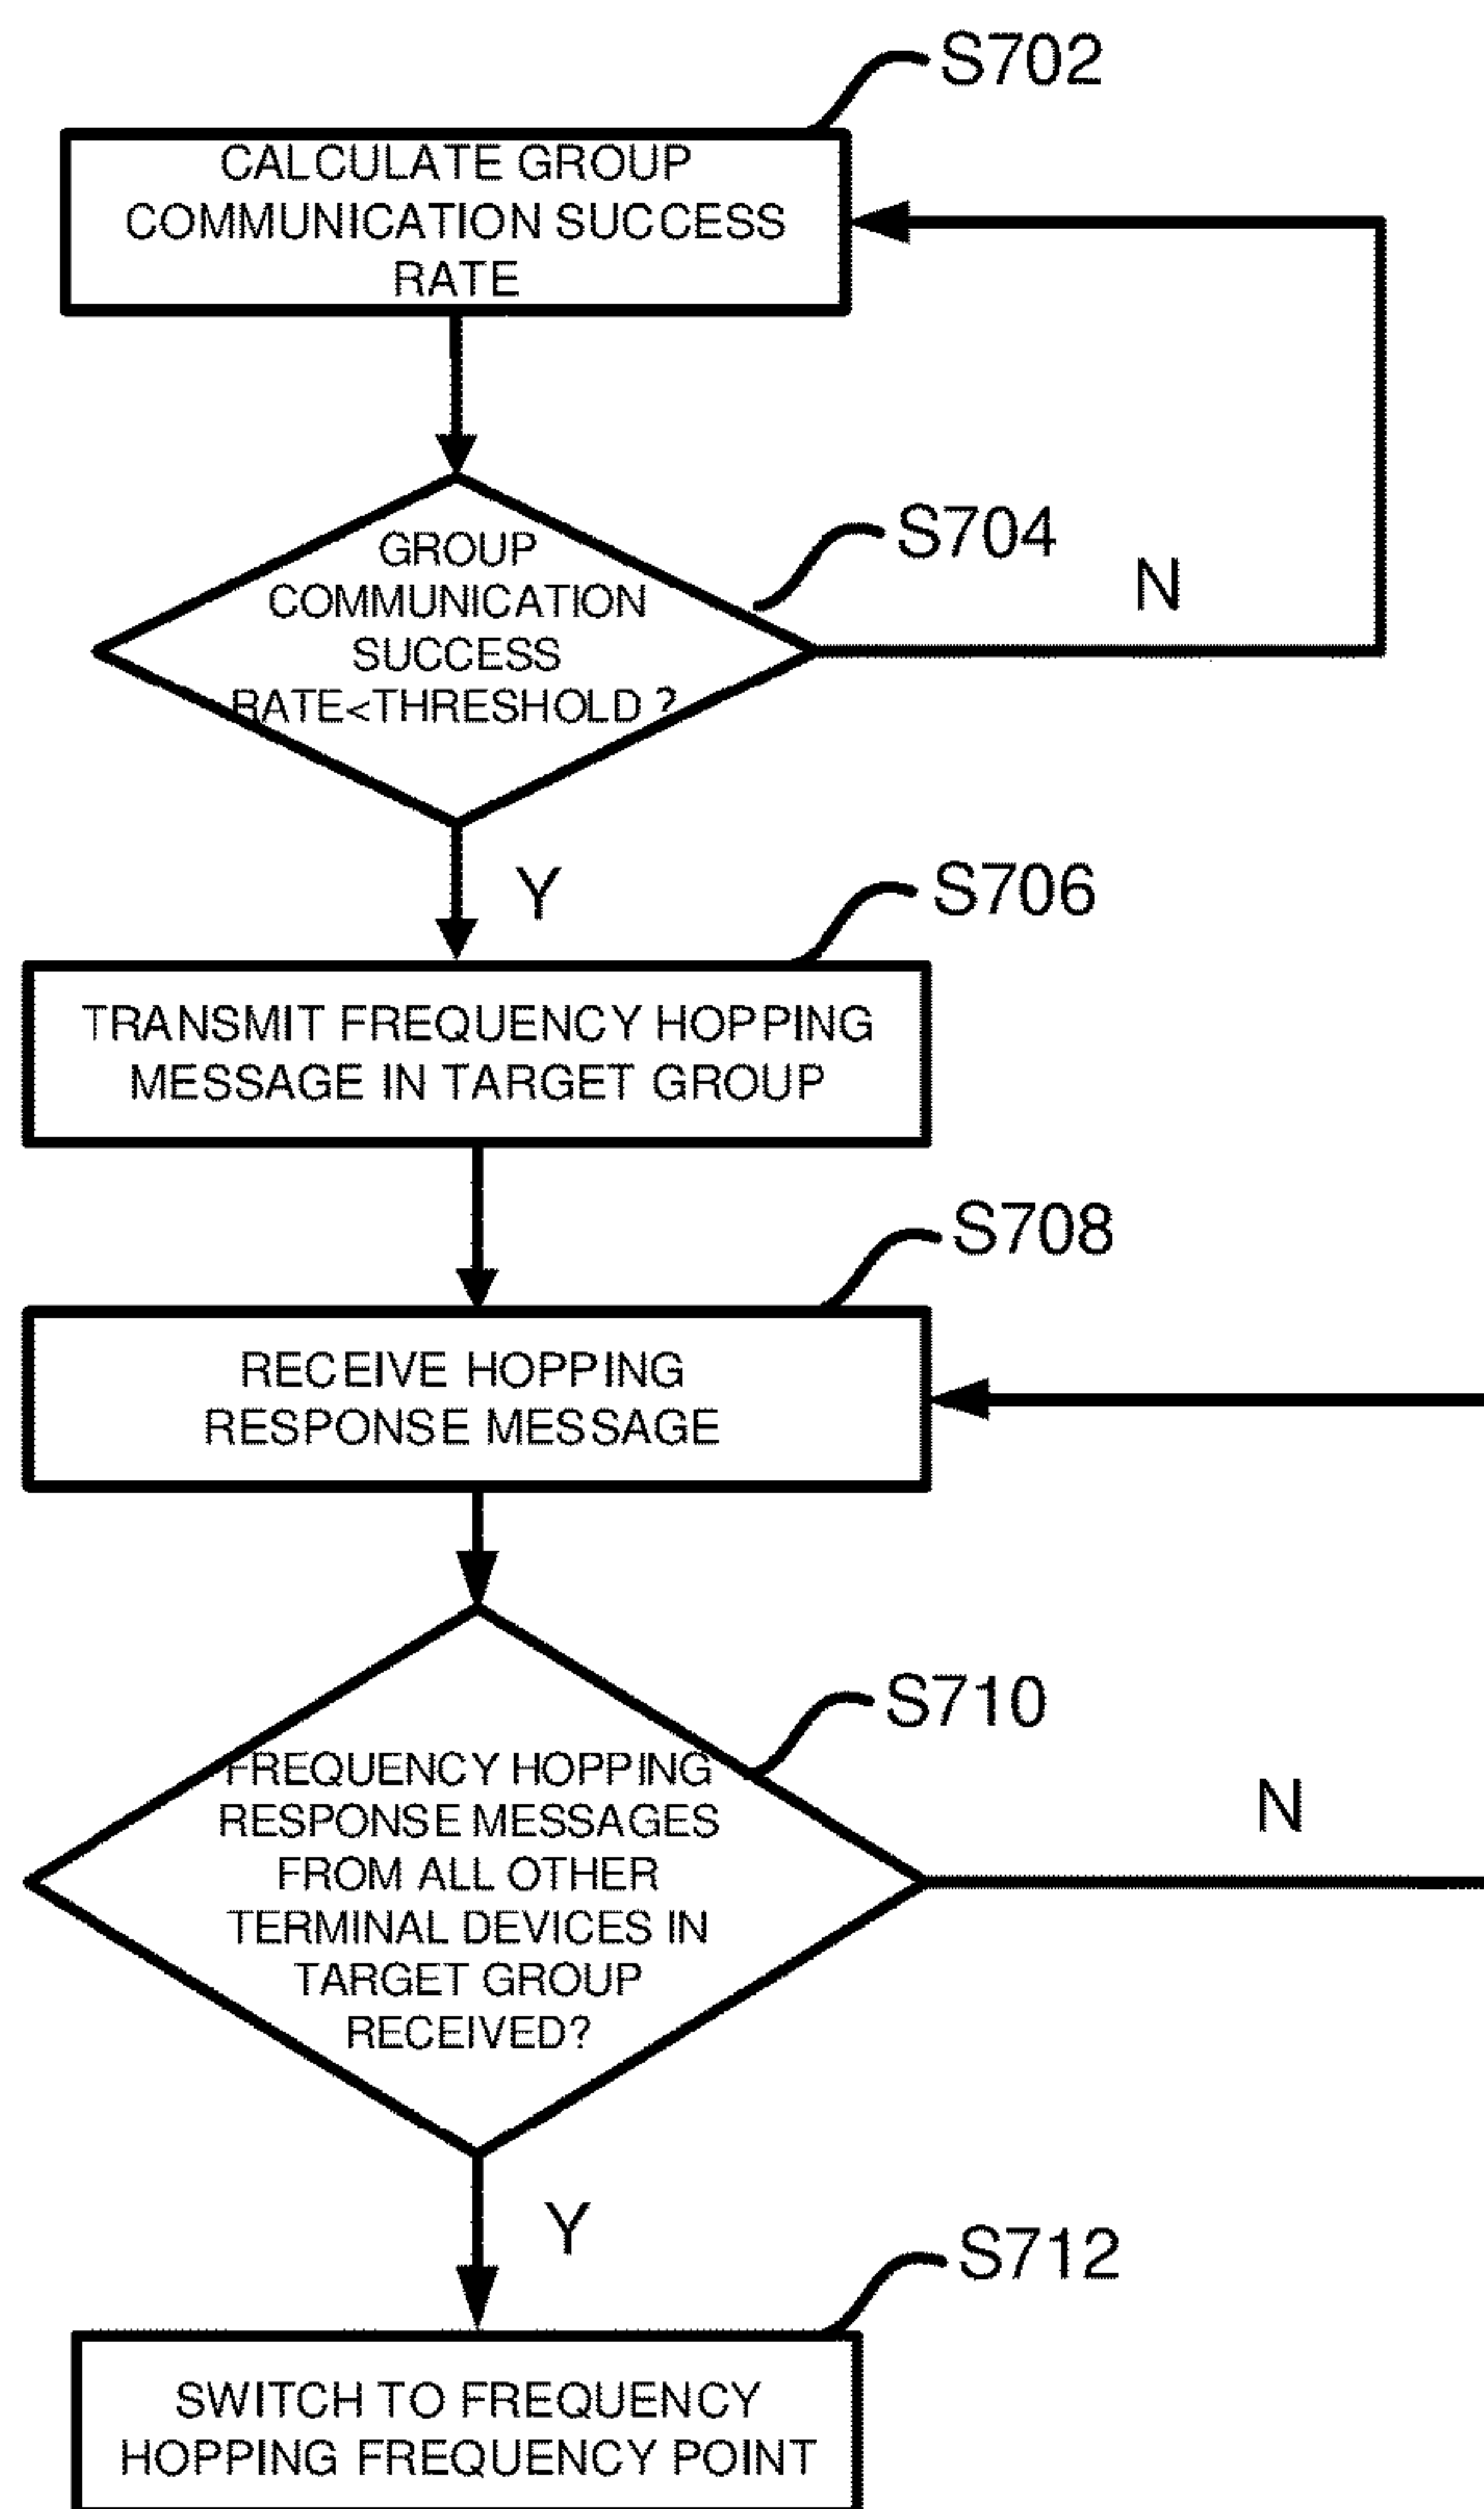 S702
CALCULATE GROUP
COMMUNICATION SUCCESS
RATE
S704
GROUP
COMMUNICATION
SUCCESS
RATE<THRESHOLD ?
N
Y
S706
TRANSMIT FREQUENCY HOPPING
MESSAGE IN TARGET GROUP
S708
RECEIVE HOPPING
RESPONSE MESSAGE
S710
FREQUENCY HOPPING
RESPONSE MESSAGES
FROM ALL OTHER
TERMINAL DEVICES IN
TARGET GROUP
RECEIVED?
N
Y
S712
SWITCH TO FREQUENCY
HOPPING FREQUENCY POINT